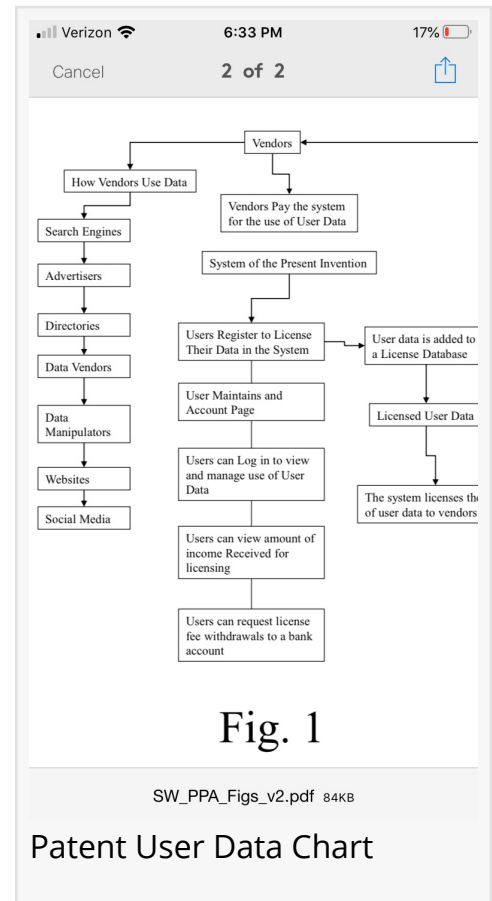 Verizon 6:33 PM 17%
Cancel 2 of 2
Vendors
How Vendors Use Data
Vendors Pay the system
for the use of User Data
Search Engines
Advertisers
Directories
Data Vendors
Data
Manipulators
Websites
Social Media
System of the Present Invention
Users Register to License
Their Data in the System
User Maintains and
Account Page
Users can Log in to view
and manage use of User
Data
Users can view amount of
income Received for
licensing
Users can request license
fee withdrawals to a bank
account
User data is added to
a License Database
Licensed User Data
The system licenses the
of user data to vendors
Fig. 1
SW_PPA_Figs_v2.pdf 84KB
Patent User Data Chart